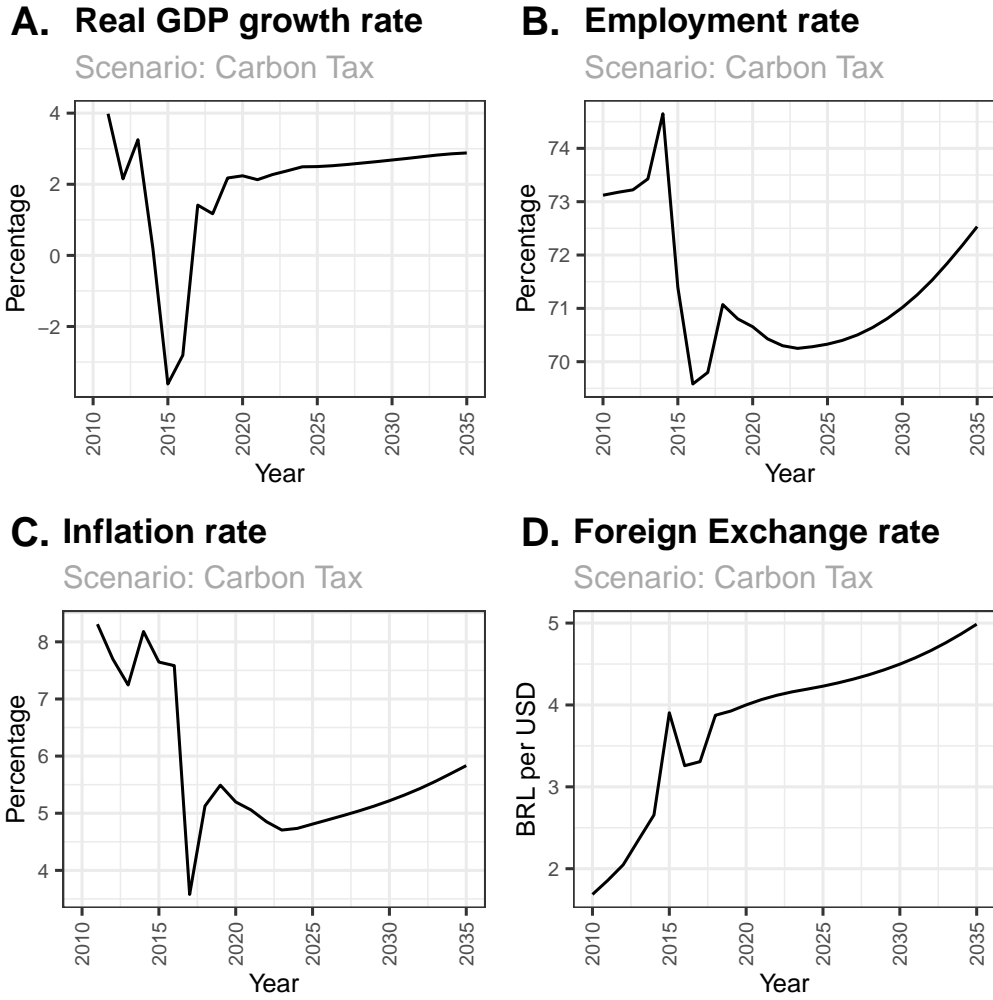 A. Real GDP growth rate
Scenario: Carbon Tax
Percentage
4
2
0
−2
2010 2015 2020 2025 2030 2035
Year
B. Employment rate
Scenario: Carbon Tax
Percentage
74
73
72
71
70
2010 2015 2020 2025 2030 2035
Year
C. Inflation rate
Scenario: Carbon Tax
Percentage
8
7
6
5
4
2010 2015 2020 2025 2030 2035
Year
D. Foreign Exchange rate
Scenario: Carbon Tax
BRL per USD
5
4
3
2
2010 2015 2020 2025 2030 2035
Year